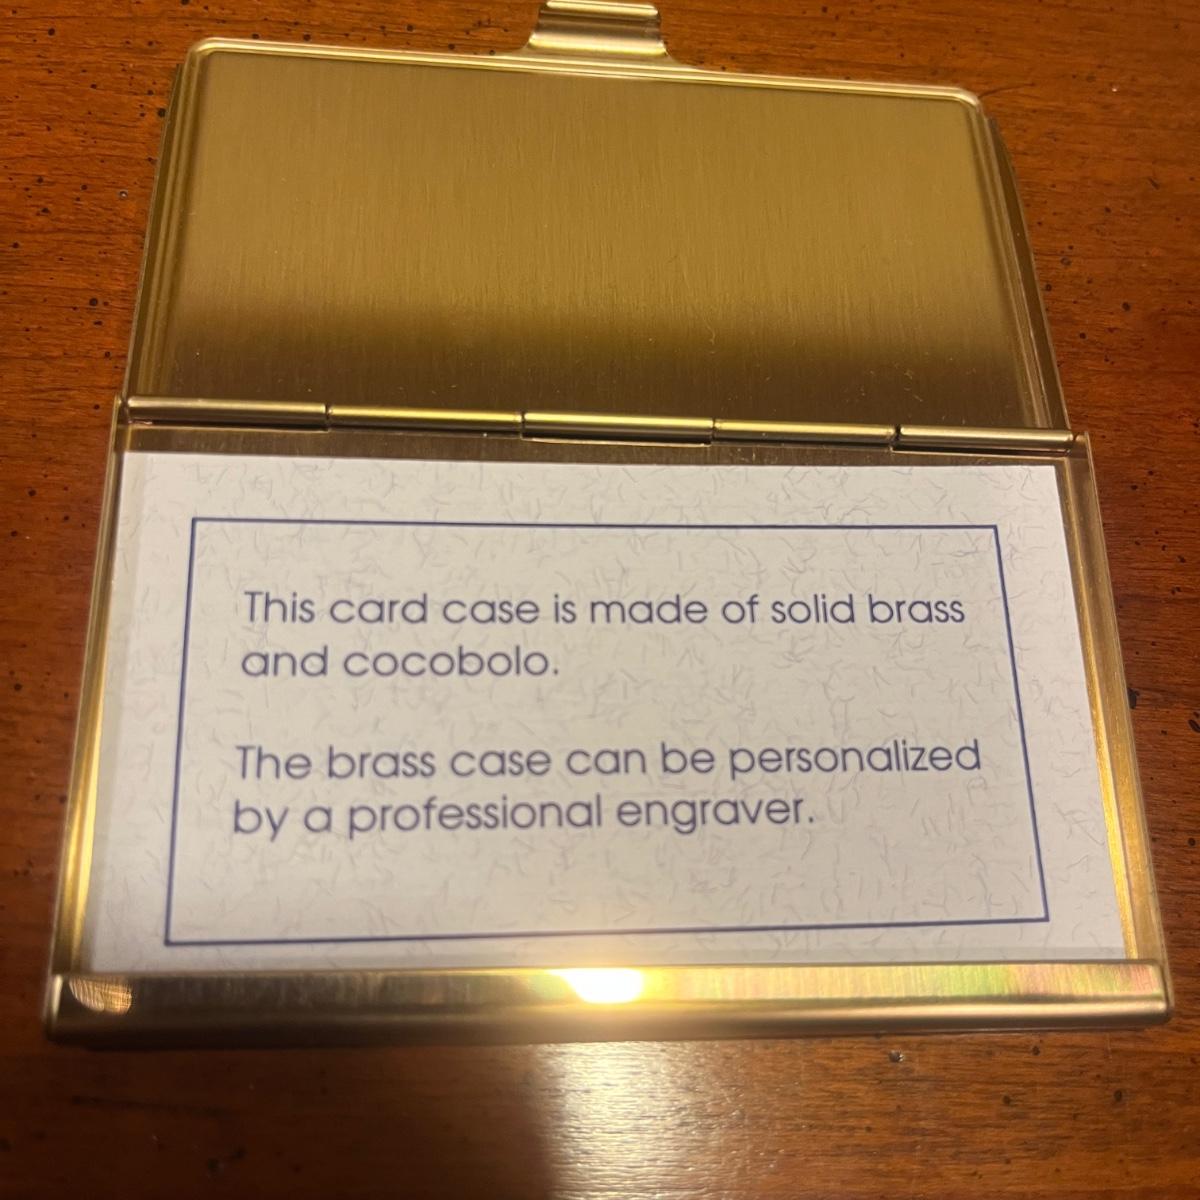 This card case is made of solid brass
and cocobolo.
The brass case can be personalized
by a professional engraver.